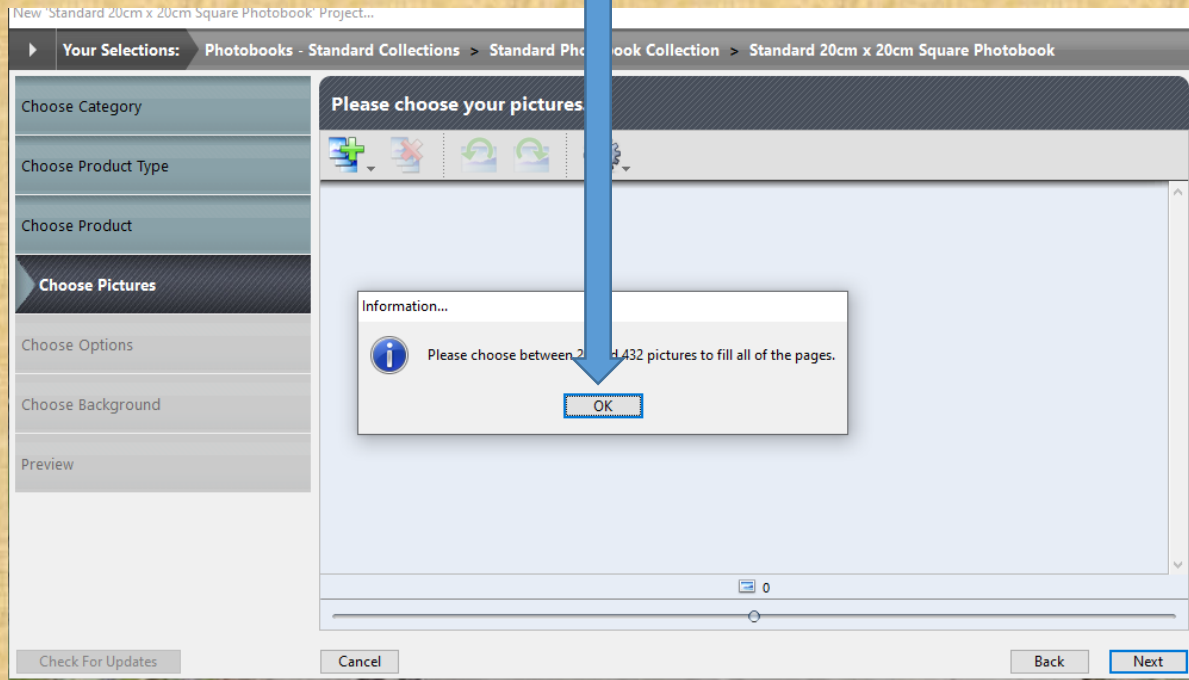 New 'Standard 20cm x 20cm Square Photobook' Project...
Your Selections: Photobooks - Standard Collections > Standard Photobook Collection > Standard 20cm x 20cm Square Photobook
Choose Category
Please choose your pictures.
Choose Product Type
Choose Product
Choose Pictures
Information...
Please choose between 432 pictures to fill all of the pages.
OK
Choose Options
Choose Background
Preview
0
Check For Updates
Cancel
Back
Next